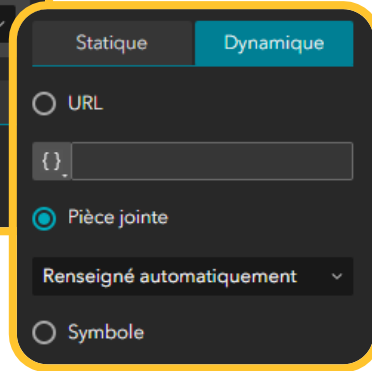 Statique Dynamique
URL
{}
Pièce jointe
Renseigné automatiquement
Symbole